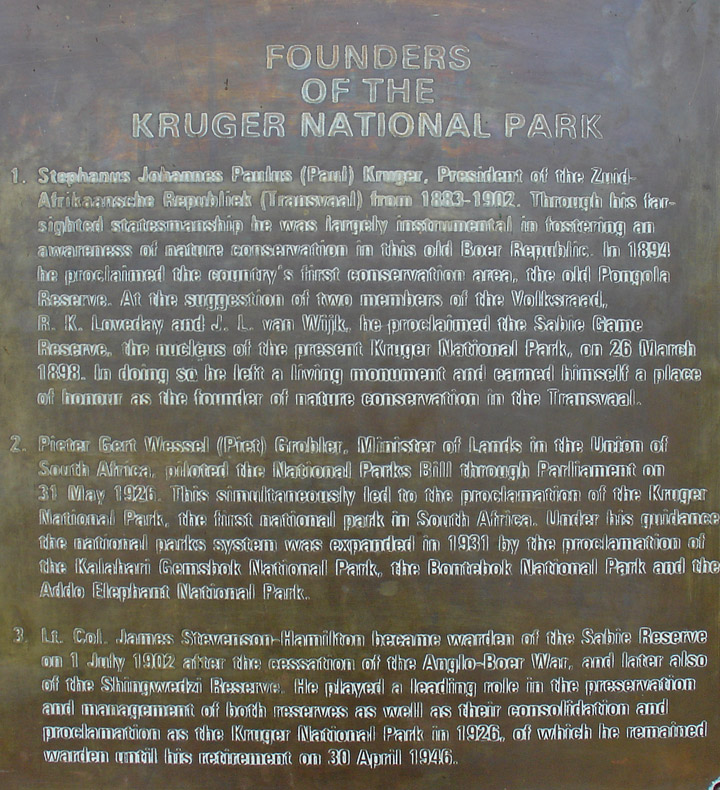 FOUNDERS
OF THE
KRUGER NATIONAL PARK
1. Stephanus Johannes Paulus (Paul) Kruger, President of the Zuid-
Afrikaansche Republiek (Transvaal) from 1883-1902. Through his far-
sighted statesmanship he was largely instrumental in fostering an
awareness of nature conservation in this old Boer Republic. In 1894
he proclaimed the country's first conservation area, the old Pongola
Reserve. At the suggestion of two members of the Volksraad,
R. K. Loveday and J. L. van Wijk, he proclaimed the Sabie Game
Reserve, the nucleus of the present Kruger National Park, on 26 March
1898. In doing so he left a living monument and earned himself a place
of honour as the founder of nature conservation in the Transvaal.
2. Pieter Gert Wessel (Piet) Grobler, Minister of Lands in the Union of
South Africa, piloted the National Parks Bill through Parliament on
31 May 1926. This simultaneously led to the proclamation of the Kruger
National Park, the first national park in South Africa. Under his guidance
the national parks system was expanded in 1931 by the proclamation of
the Kalahari Gemsbok National Park, the Bontebok National Park and the
Addo Elephant National Park.
3. Lt. Col. James Stevenson-Hamilton became warden of the Sabie Reserve
on 1 July 1902 after the cessation of the Anglo-Boer War, and later also
of the Shingwedzi Reserve. He played a leading role in the preservation
and management of both reserves as well as their consolidation and
proclamation as the Kruger National Park in 1926, of which he remained
warden until his retirement on 30 April 1946.